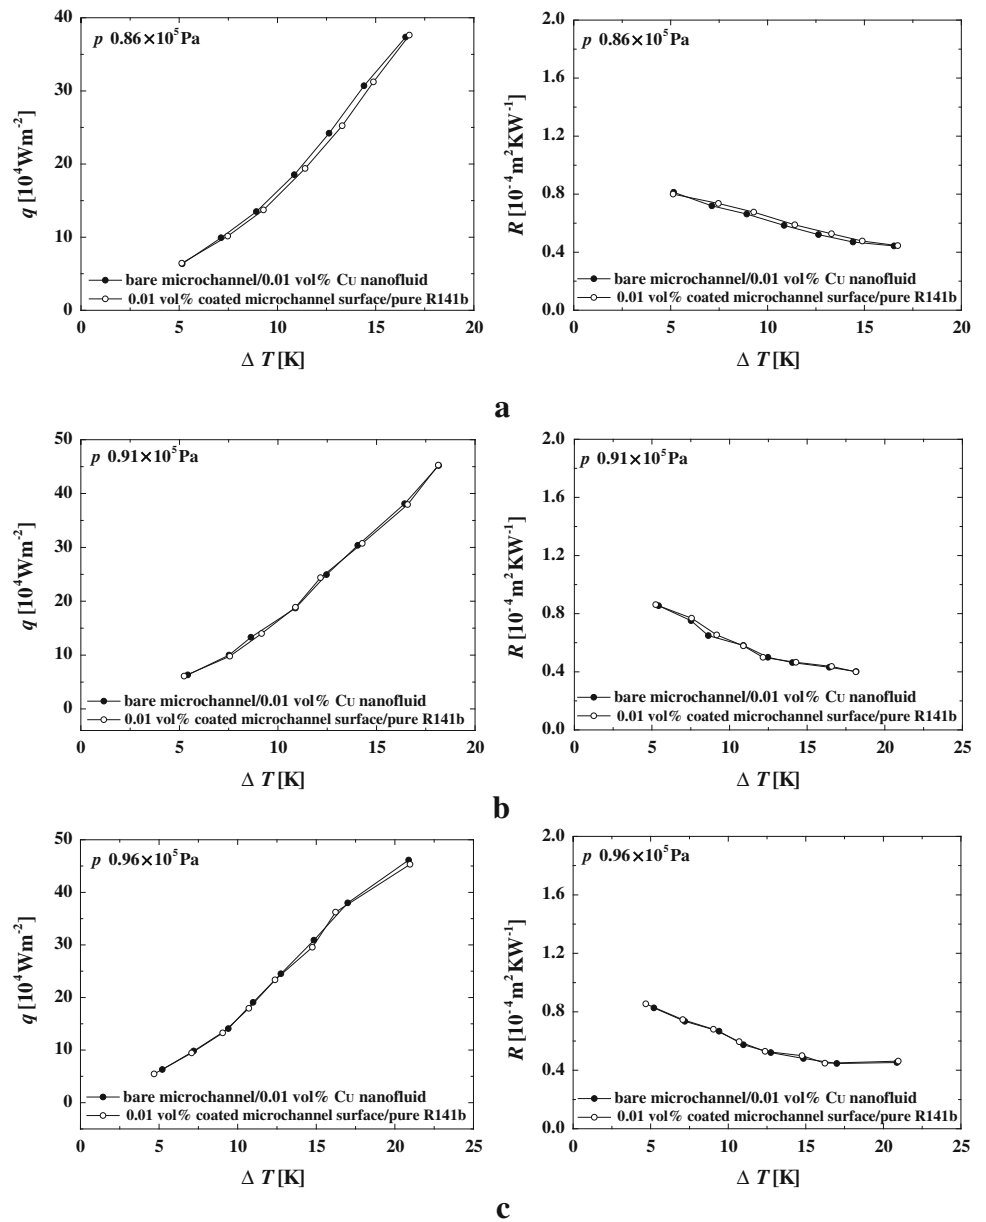 p 0.86×10⁵Pa
q [10⁴Wm⁻²]
40
30
20
10
0
bare microchannel/0.01 vol% Cu nanofluid
0.01 vol% coated microchannel surface/pure R141b
0 5 10 15 20
Δ T [K]
p 0.86×10⁵Pa
R [10⁻⁴m²KW⁻¹]
2.0
1.6
1.2
0.8
0.4
0.0
bare microchannel/0.01 vol% Cu nanofluid
0.01 vol% coated microchannel surface/pure R141b
0 5 10 15 20
Δ T [K]
a
p 0.91×10⁵Pa
q [10⁴Wm⁻²]
50
40
30
20
10
0
bare microchannel/0.01 vol% Cu nanofluid
0.01 vol% coated microchannel surface/pure R141b
0 5 10 15 20
Δ T [K]
p 0.91×10⁵Pa
R [10⁻⁴m²KW⁻¹]
2.0
1.6
1.2
0.8
0.4
0.0
bare microchannel/0.01 vol% Cu nanofluid
0.01 vol% coated microchannel surface/pure R141b
0 5 10 15 20 25
Δ T [K]
b
p 0.96×10⁵Pa
q [10⁴Wm⁻²]
50
40
30
20
10
0
bare microchannel/0.01 vol% Cu nanofluid
0.01 vol% coated microchannel surface/pure R141b
0 5 10 15 20 25
Δ T [K]
p 0.96×10⁵Pa
R [10⁻⁴m²KW⁻¹]
2.0
1.6
1.2
0.8
0.4
0.0
bare microchannel/0.01 vol% Cu nanofluid
0.01 vol% coated microchannel surface/pure R141b
0 5 10 15 20 25
Δ T [K]
c